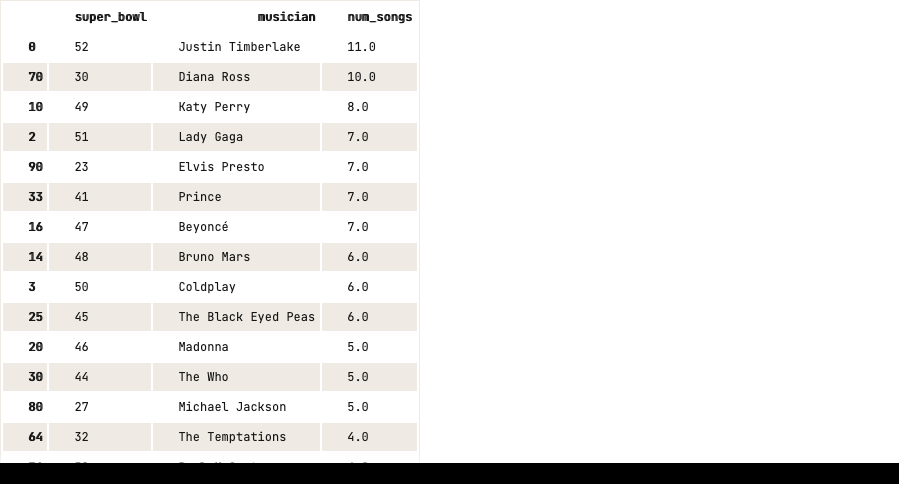 super_bowl musician num_songs
0 52 Justin Timberlake 11.0
70 30 Diana Ross 10.0
10 49 Katy Perry 8.0
2 51 Lady Gaga 7.0
90 23 Elvis Presto 7.0
33 41 Prince 7.0
16 47 Beyoncé 7.0
14 48 Bruno Mars 6.0
3 50 Coldplay 6.0
25 45 The Black Eyed Peas 6.0
20 46 Madonna 5.0
30 44 The Who 5.0
80 27 Michael Jackson 5.0
64 32 The Temptations 4.0